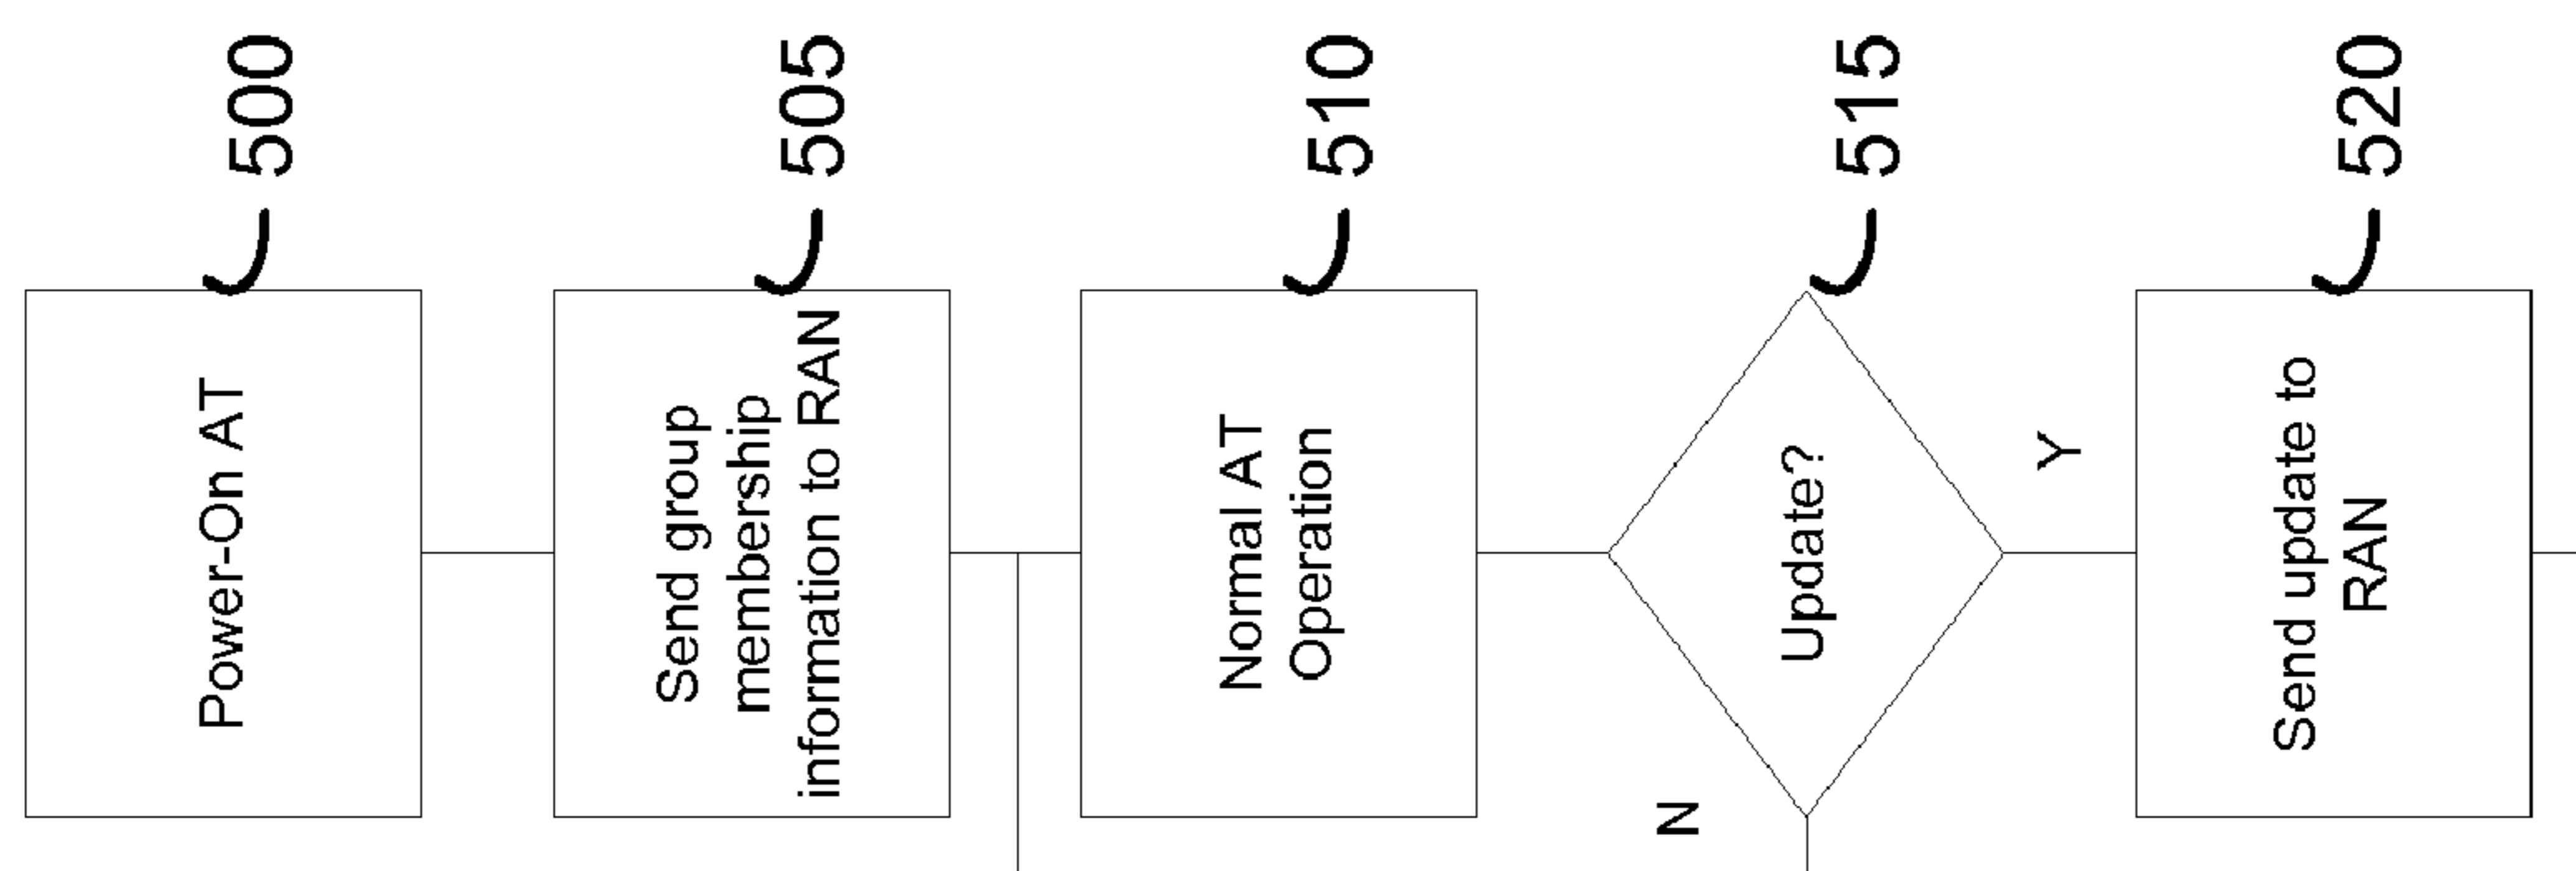 Power-On AT
500
Send group
membership
information to RAN
505
Normal AT
Operation
510
Update?
515
N
Y
Send update to
RAN
520